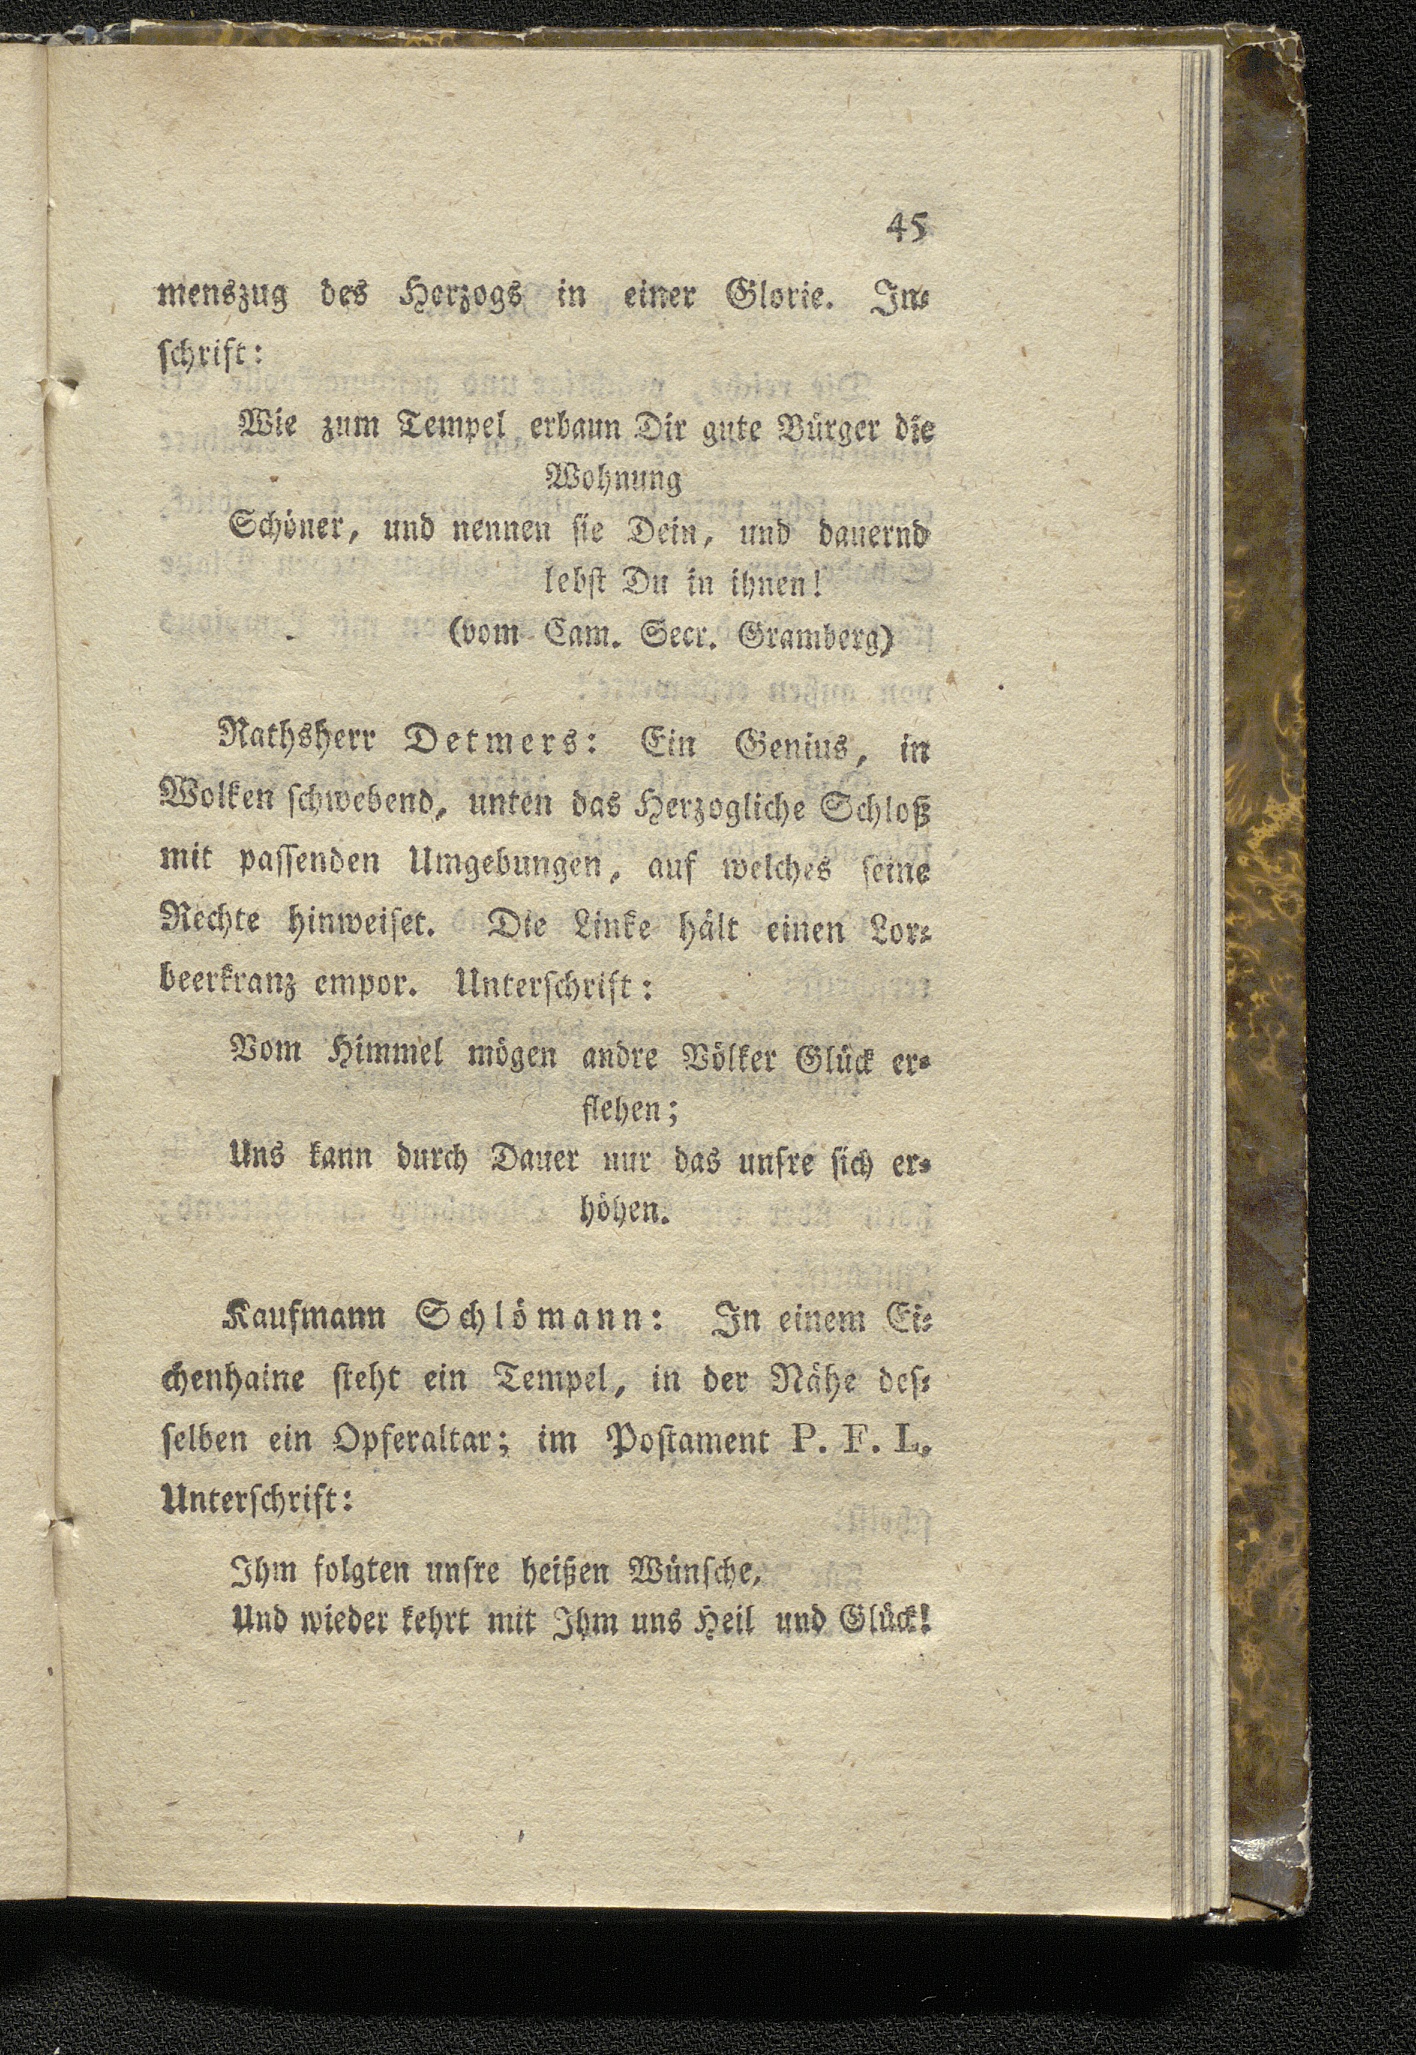 45
menszug des Herzogs in einer Glorie. In⸗
ſchrift:
Wie zum Tempel erbaun Dir gute Bürger die
Wohnung
Schöner, und nennen ſie Dein, und dauernd
lebſt Du in ihnen!
(vom Cam. Secr. Gramberg)
Rathsherr Detmers: Ein Genius, in
Wolken ſchwebend, unten das Herzogliche Schloß
mit paſſenden Umgebungen, auf welches ſeine
Rechte hinweiſet. Die Linke hält einen Lor⸗
beerkranz empor. Unterſchrift:
Vom Himmel mögen andre Völker Glück er⸗
flehen;
Uns kann durch Dauer nur das unſre ſich er⸗
höhen.
Kaufmann Schlömann: In einem Ei⸗
chenhaine ſteht ein Tempel, in der Nähe deſ⸗
ſelben ein Opferaltar; im Poſtament P. F. L.
Unterſchrift:
Ihm folgten unſre heißen Wünſche,
Und wieder kehrt mit Ihm uns Heil und Glück!